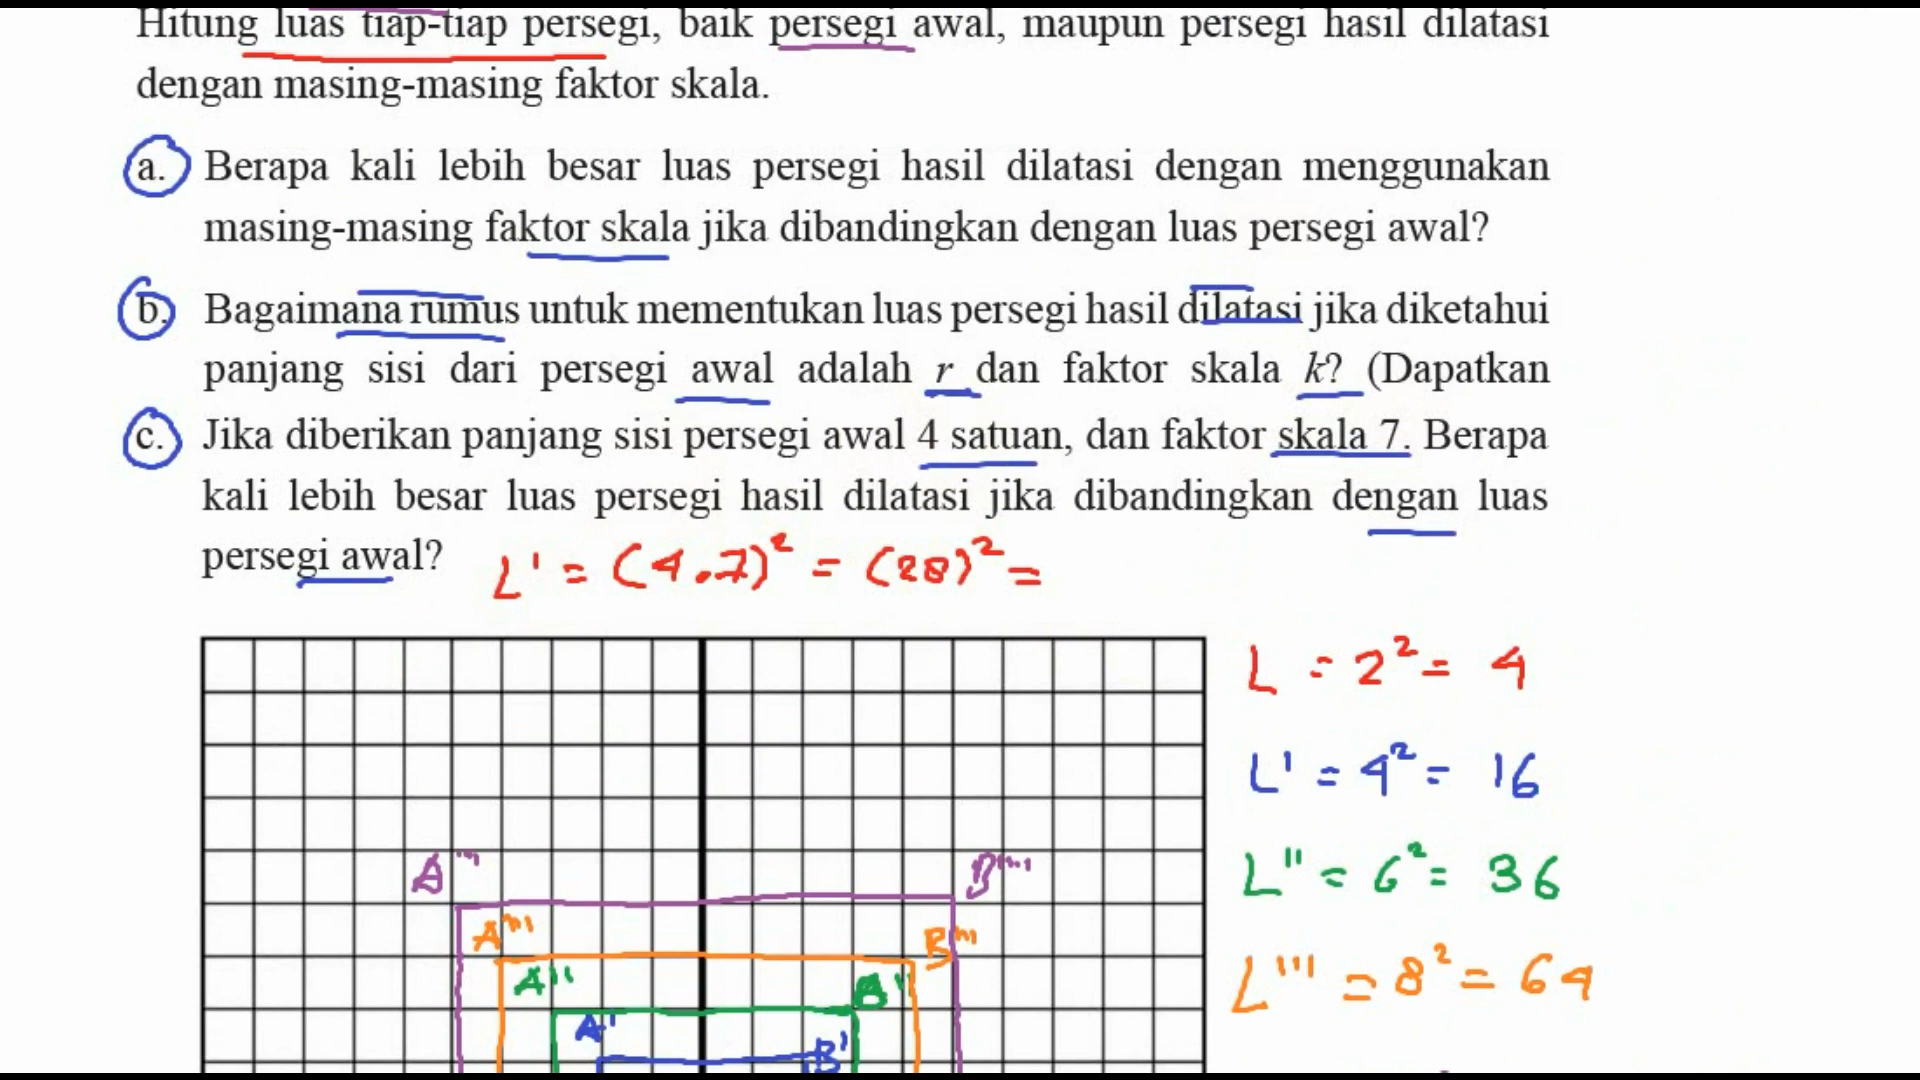 Hitung luas tiap-tiap persegi, baik persegi awal, maupun persegi hasil dilatasi
dengan masing-masing faktor skala.
a. Berapa kali lebih besar luas persegi hasil dilatasi dengan menggunakan
masing-masing faktor skala jika dibandingkan dengan luas persegi awal?
b. Bagaimana rumus untuk mementukan luas persegi hasil dilatasi jika diketahui
panjang sisi dari persegi awal adalah r dan faktor skala k? (Dapatkan
c. Jika diberikan panjang sisi persegi awal 4 satuan, dan faktor skala 7. Berapa
kali lebih besar luas persegi hasil dilatasi jika dibandingkan dengan luas
persegi awal?
L' = (4.7)² = (28)² =
L = 2² = 4
L' = 4² = 16
L'' = 6² = 36
L''' = 8² = 64
A'''' B''''
A''' B'''
A'' B''
A' B'